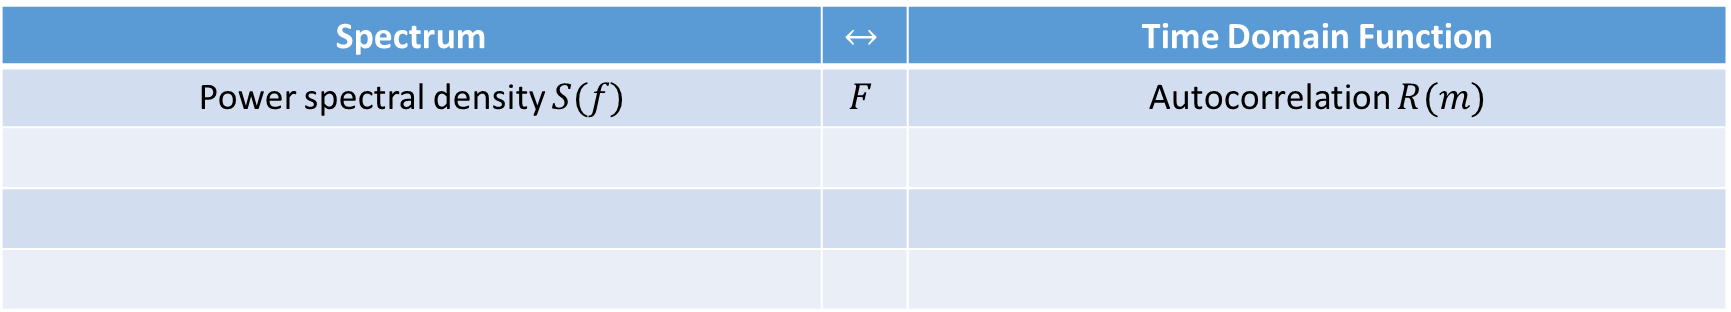 Spectrum ↔ Time Domain Function
Power spectral density S(f) F Autocorrelation R(m)